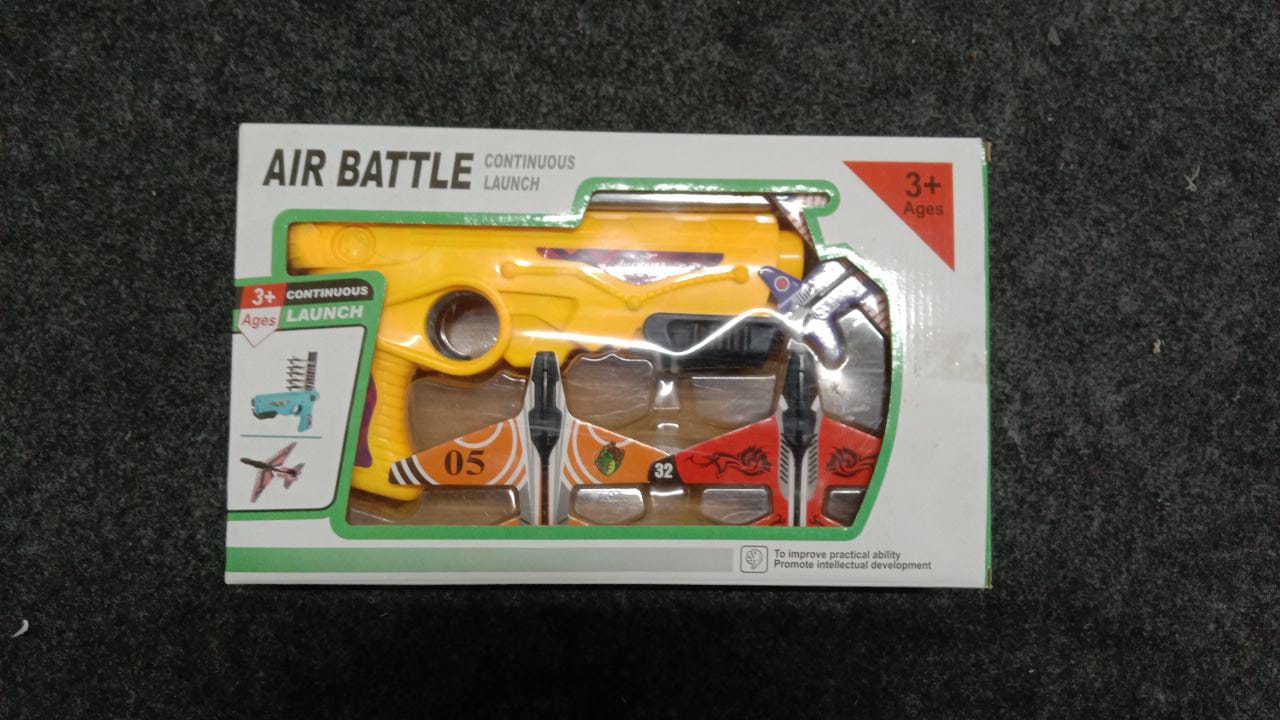 AIR BATTLE
CONTINUOUS
LAUNCH
3+
Ages
3+
Ages
CONTINUOUS
LAUNCH
05
32
To improve practical ability
Promote intellectual development